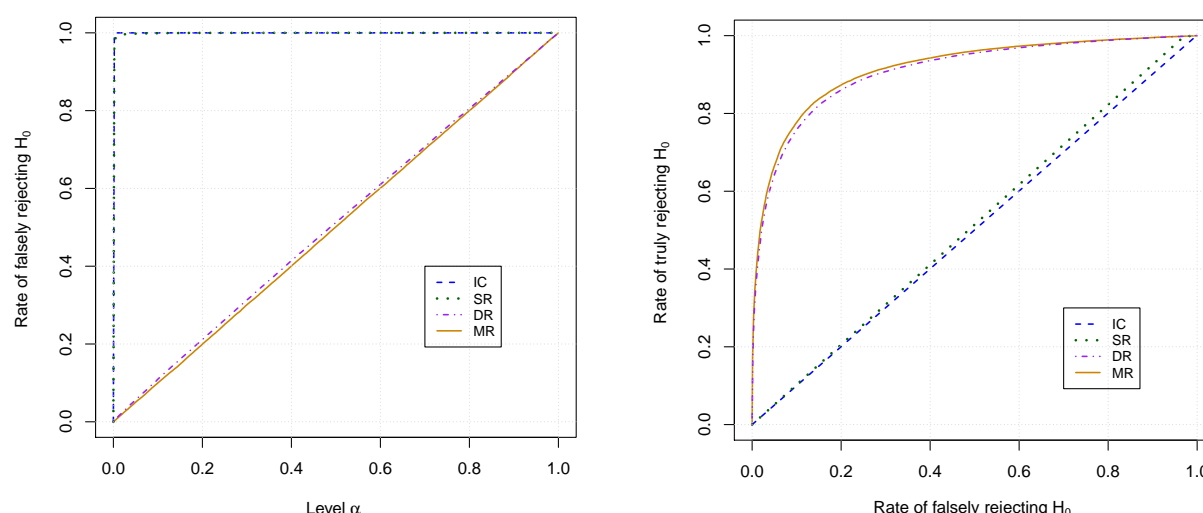 Rate of falsely rejecting H0
0.0 0.2 0.4 0.6 0.8 1.0
IC
SR
DR
MR
0.0 0.2 0.4 0.6 0.8 1.0
Level α
Rate of truly rejecting H0
0.0 0.2 0.4 0.6 0.8 1.0
IC
SR
DR
MR
0.0 0.2 0.4 0.6 0.8 1.0
Rate of falsely rejecting H0